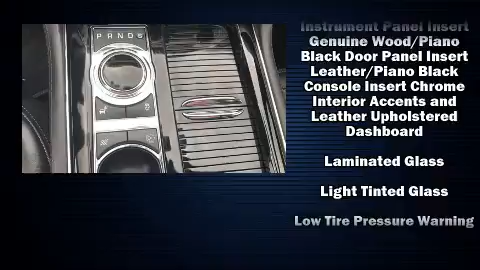 P R N D S
Instrument Panel Insert
Genuine Wood/Piano
Black Door Panel Insert
Leather/Piano Black
Console Insert Chrome
Interior Accents and
Leather Upholstered
Dashboard
Laminated Glass
Light Tinted Glass
Low Tire Pressure Warning